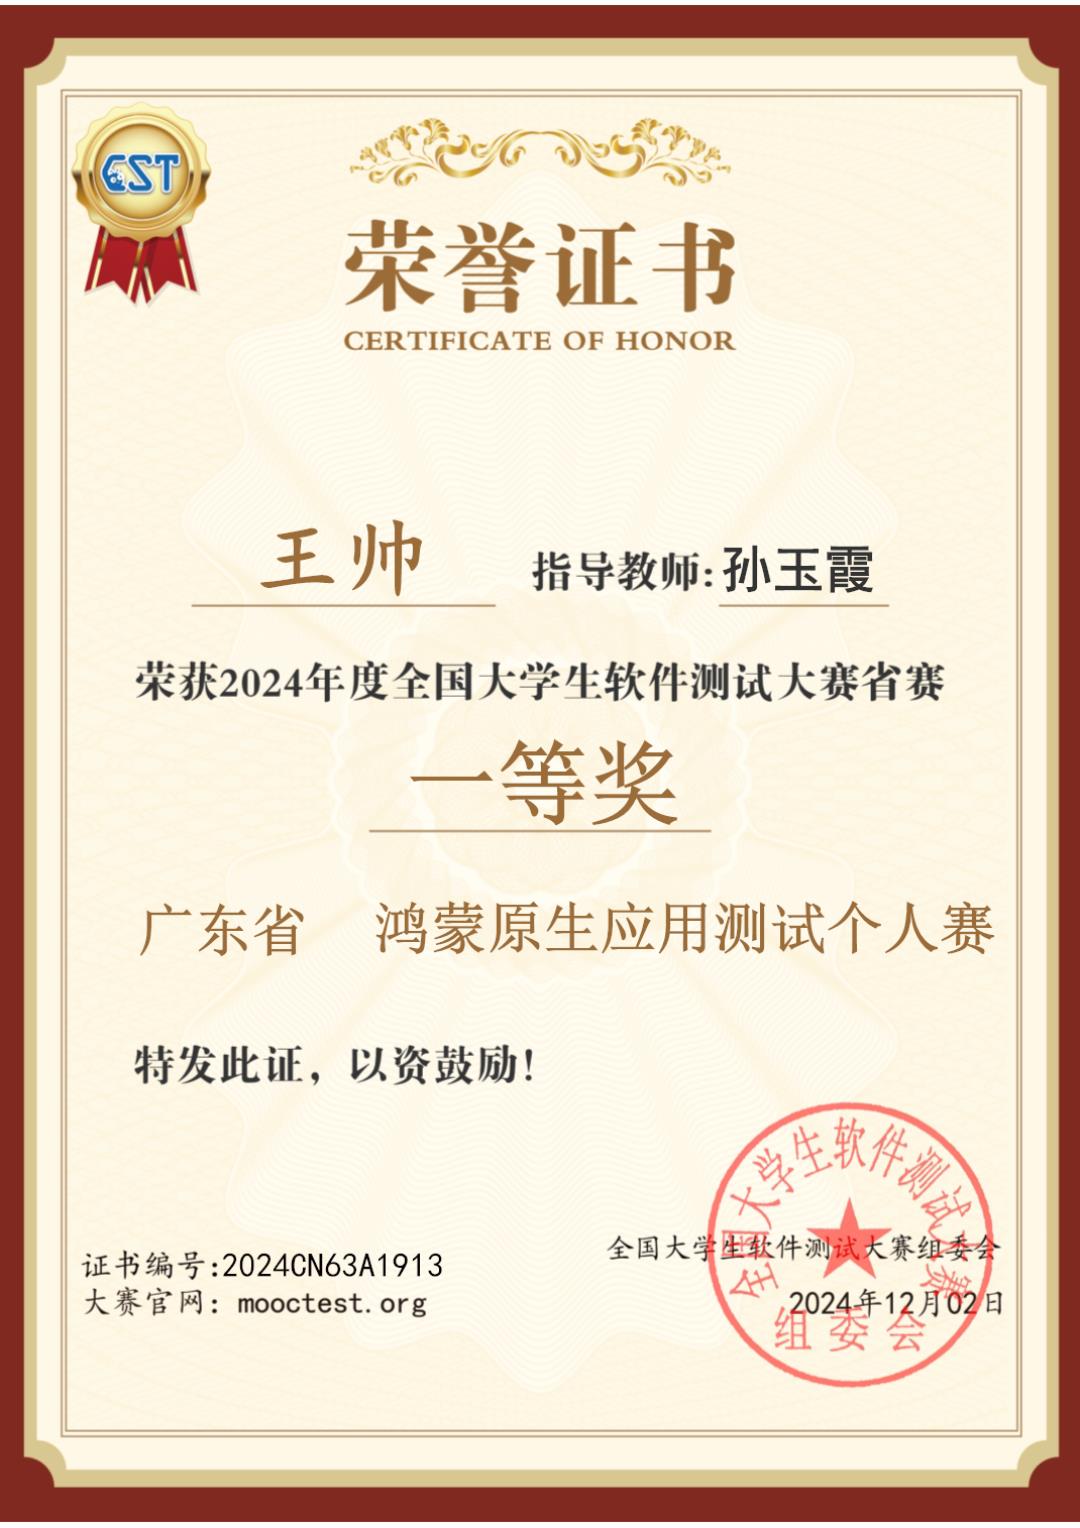 CST
荣誉证书
CERTIFICATE OF HONOR
王帅 指导教师:孙玉霞
荣获2024年度全国大学生软件测试大赛省赛
一等奖
广东省 鸿蒙原生应用测试个人赛
特发此证，以资鼓励！
全国大学生软件测试大赛
组委会
证书编号:2024CN63A1913
大赛官网：mooctest.org
全国大学生软件测试大赛组委会
2024年12月02日